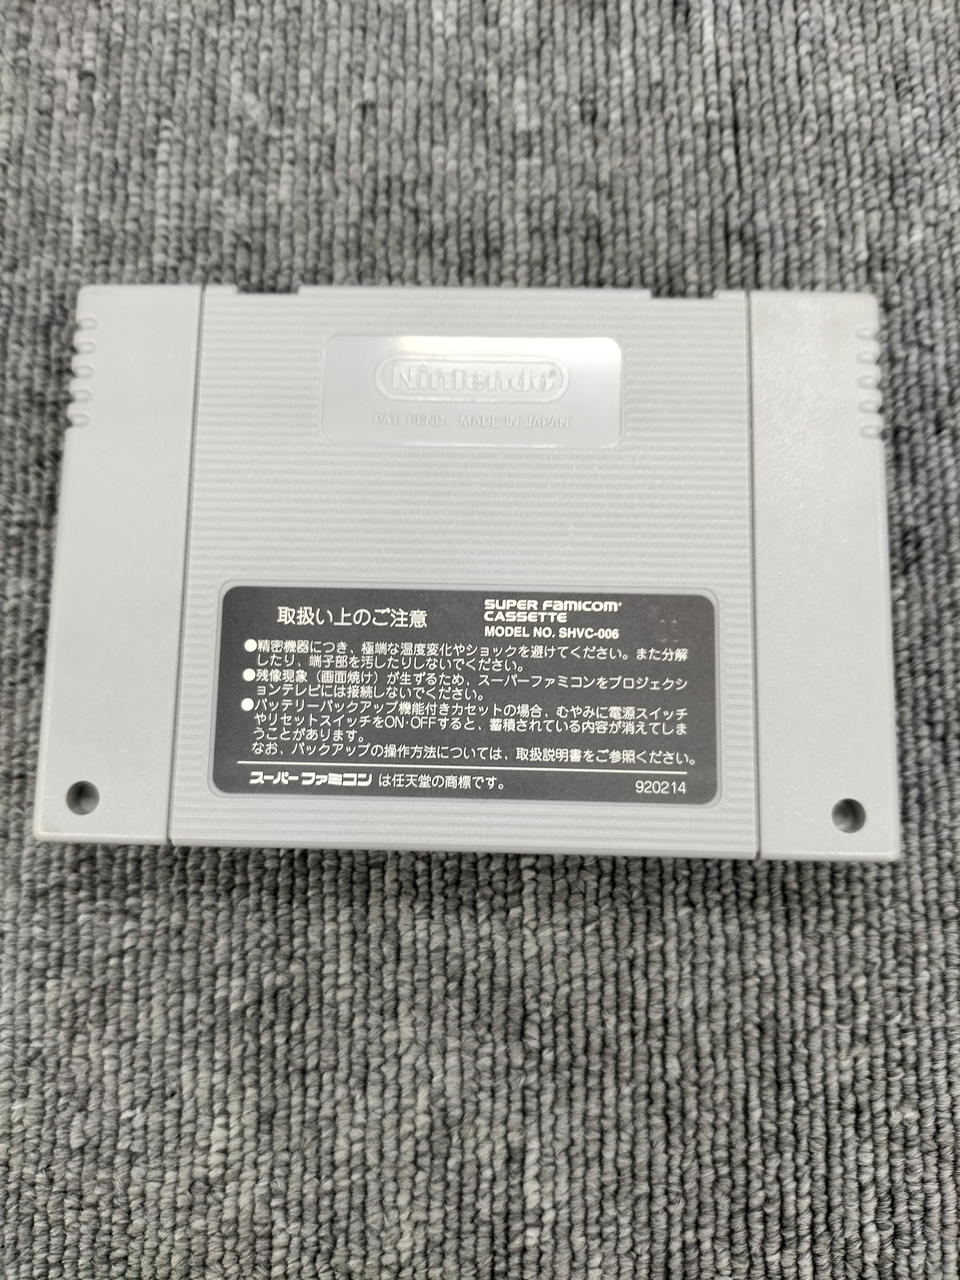 Nintendo®
PAT. PEND. MADE IN JAPAN
取扱い上のご注意
SUPER FAMICOM®
CASSETTE
MODEL NO. SHVC-006
●精密機器につき、極端な温度変化やショックを避けてください。また分解
したり、端子部を汚したりしないでください。
●残像現象（画面焼け）が生ずるため、スーパーファミコンをプロジェクシ
ョンテレビには接続しないでください。
●バッテリーバックアップ機能付きカセットの場合、むやみに電源スイッチ
やリセットスイッチをON・OFFすると、蓄積されている内容が消えてしま
うことがあります。
なお、バックアップの操作方法については、取扱説明書をご参照ください。
スーパーファミコン は任天堂の商標です。
920214